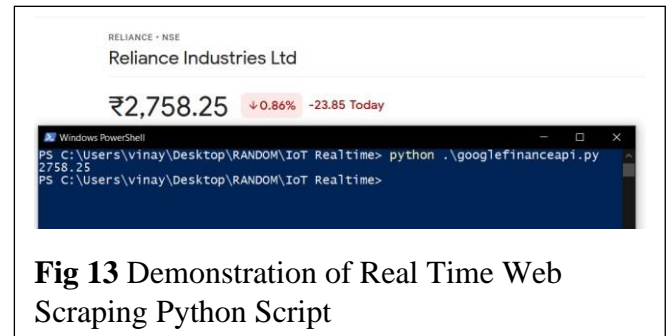 RELIANCE • NSE
Reliance Industries Ltd
₹2,758.25 ↓0.86% -23.85 Today
Windows PowerShell
PS C:\Users\vinay\Desktop\RANDOM\IoT Realtime> python .\googlefinanceapi.py
2758.25
PS C:\Users\vinay\Desktop\RANDOM\IoT Realtime>
Fig 13 Demonstration of Real Time Web
Scraping Python Script